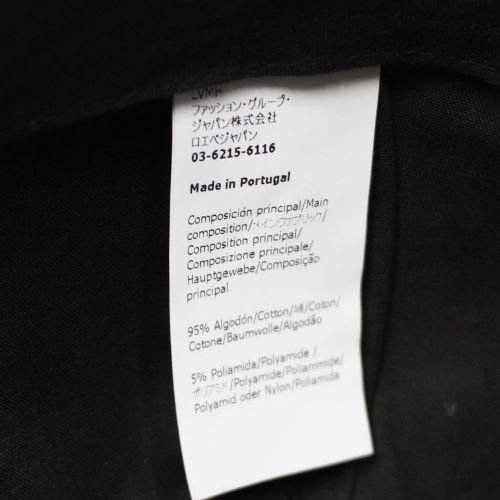 LVMH
ファッション・グループ・
ジャパン株式会社
ロエベジャパン
03-6215-6116
Made in Portugal
Composición principal/Main
composition/メインファブリック/
Composition principal/
Composizione principale/
Hauptgewebe/Composição
principal
95% Algodón/Cotton/綿/Coton/
Cotone/Baumwolle/Algodão
5% Poliamida/Polyamide /
ポリアミド/Polyamide/Poliammide/
Polyamid oder Nylon/Poliamida